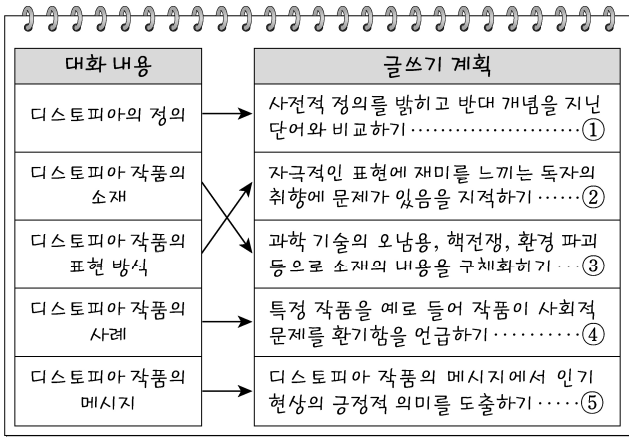 대화 내용
글쓰기 계획
디스토피아의 정의
사전적 정의를 밝히고 반대 개념을 지닌
단어와 비교하기 ······················· ①
디스토피아 작품의
소재
자극적인 표현에 재미를 느끼는 독자의
취향에 문제가 있음을 지적하기 ······ ②
디스토피아 작품의
표현 방식
과학 기술의 오남용, 핵전쟁, 환경 파괴
등으로 소재의 내용을 구체화하기 ··· ③
디스토피아 작품의
사례
특정 작품을 예로 들어 작품이 사회적
문제를 환기함을 언급하기 ·········· ④
디스토피아 작품의
메시지
디스토피아 작품의 메시지에서 인기
현상의 긍정적 의미를 도출하기 ····· ⑤